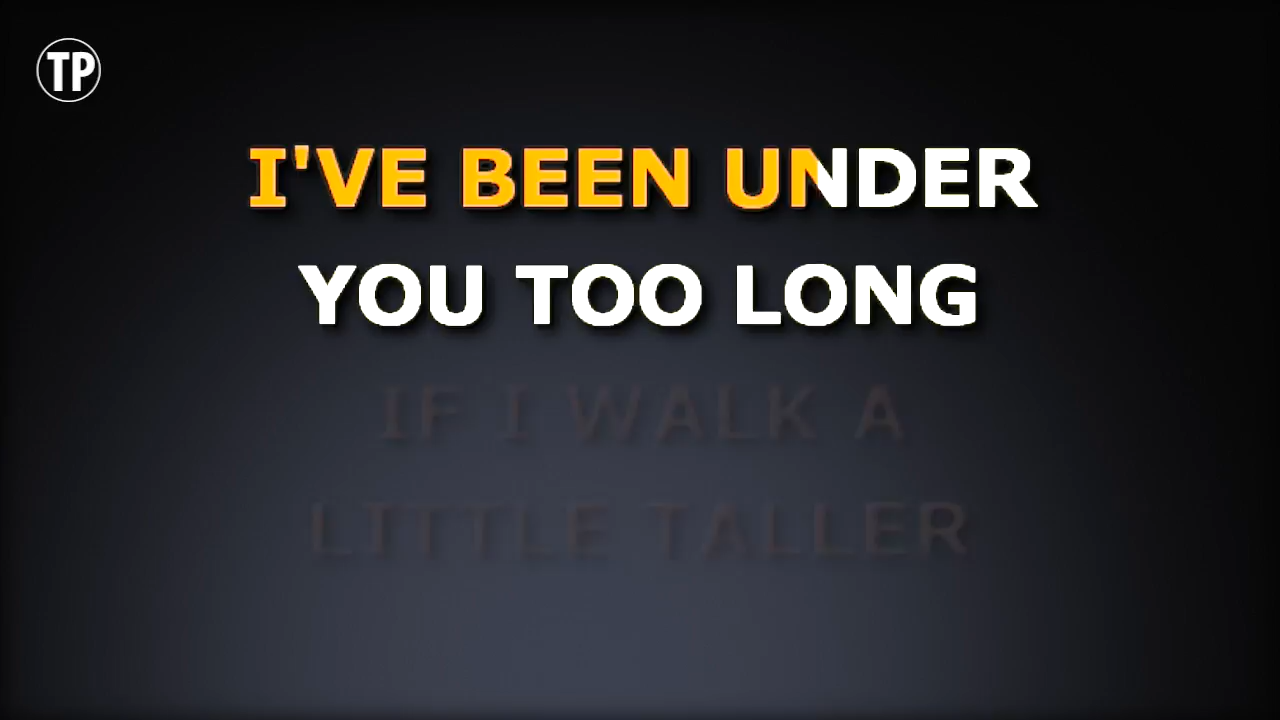 TP
I'VE BEEN UNDER
YOU TOO LONG
IF I WALK A
LITTLE TALLER